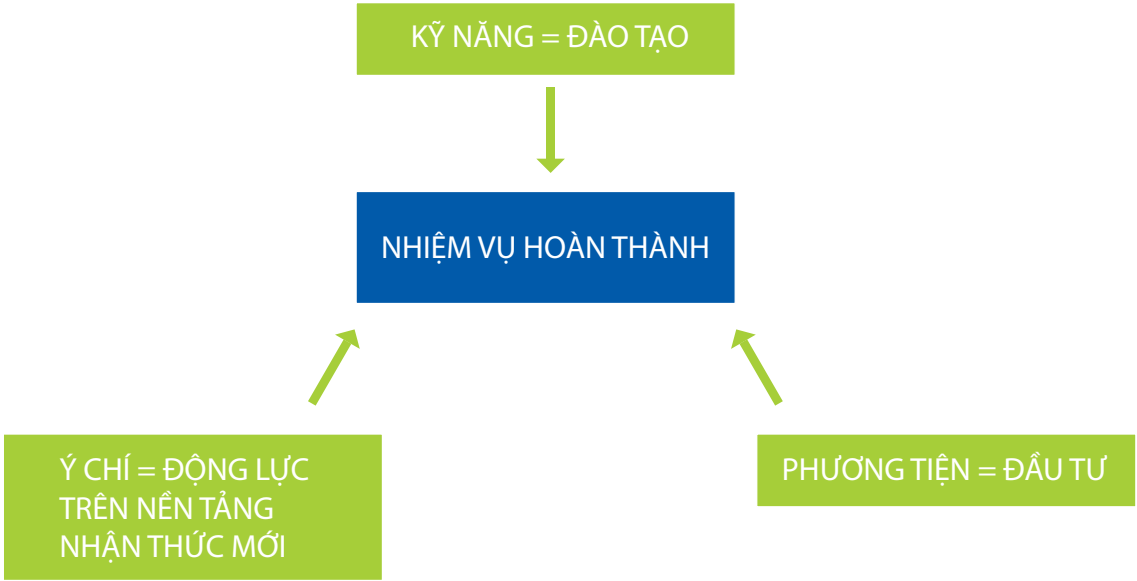 KỸ NĂNG = ĐÀO TẠO
NHIỆM VỤ HOÀN THÀNH
Ý CHÍ = ĐỘNG LỰC
TRÊN NỀN TẢNG
NHẬN THỨC MỚI
PHƯƠNG TIỆN = ĐẦU TƯ